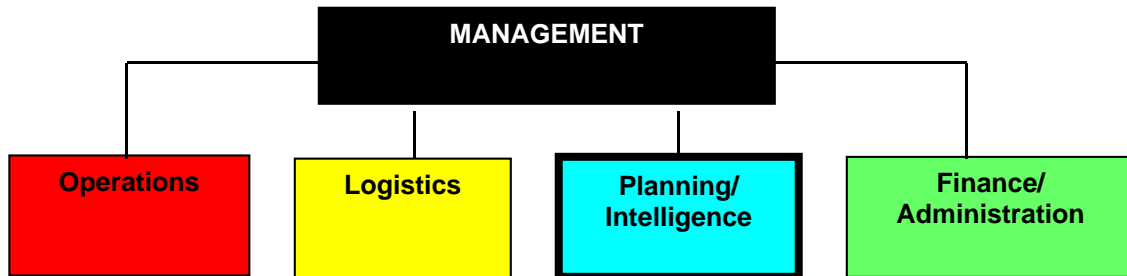 MANAGEMENT
Operations
Logistics
Planning/
Intelligence
Finance/
Administration